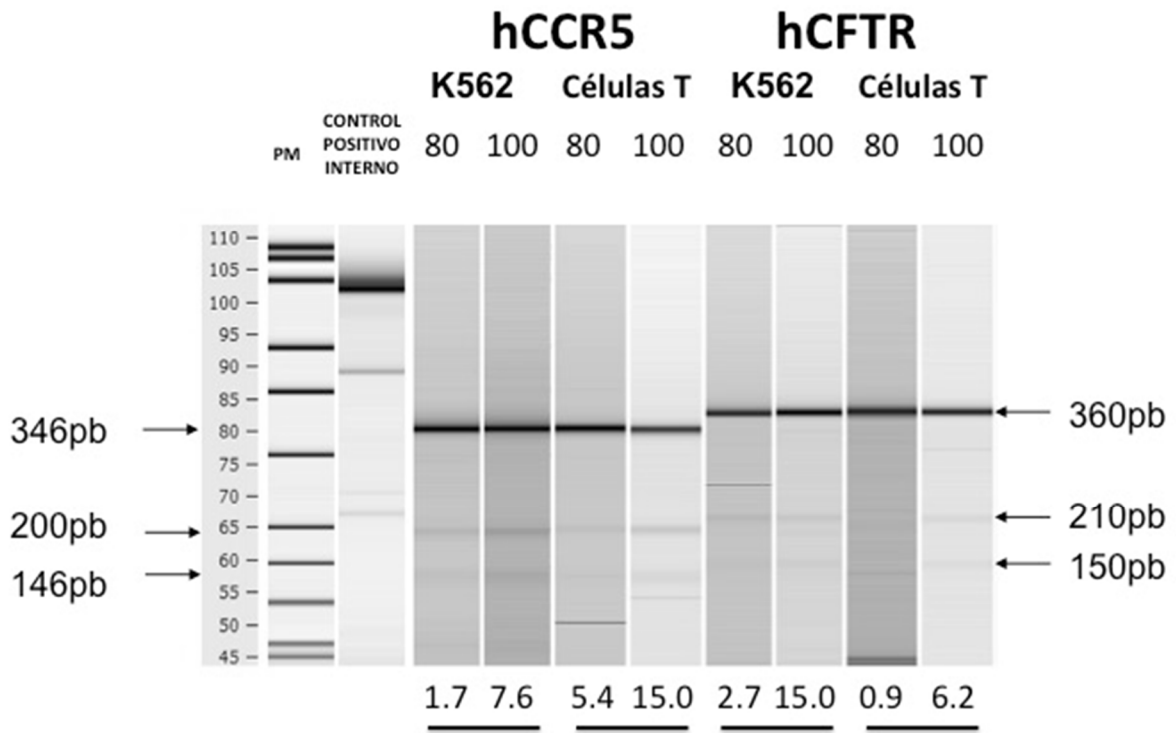 hCCR5 hCFTR
K562 Células T K562 Células T
PM
CONTROL
POSITIVO
INTERNO
80 100 80 100 80 100 80 100
110
105
100
95
90
85
80
75
70
65
60
55
50
45
346pb
200pb
146pb
360pb
210pb
150pb
1.7 7.6 5.4 15.0 2.7 15.0 0.9 6.2